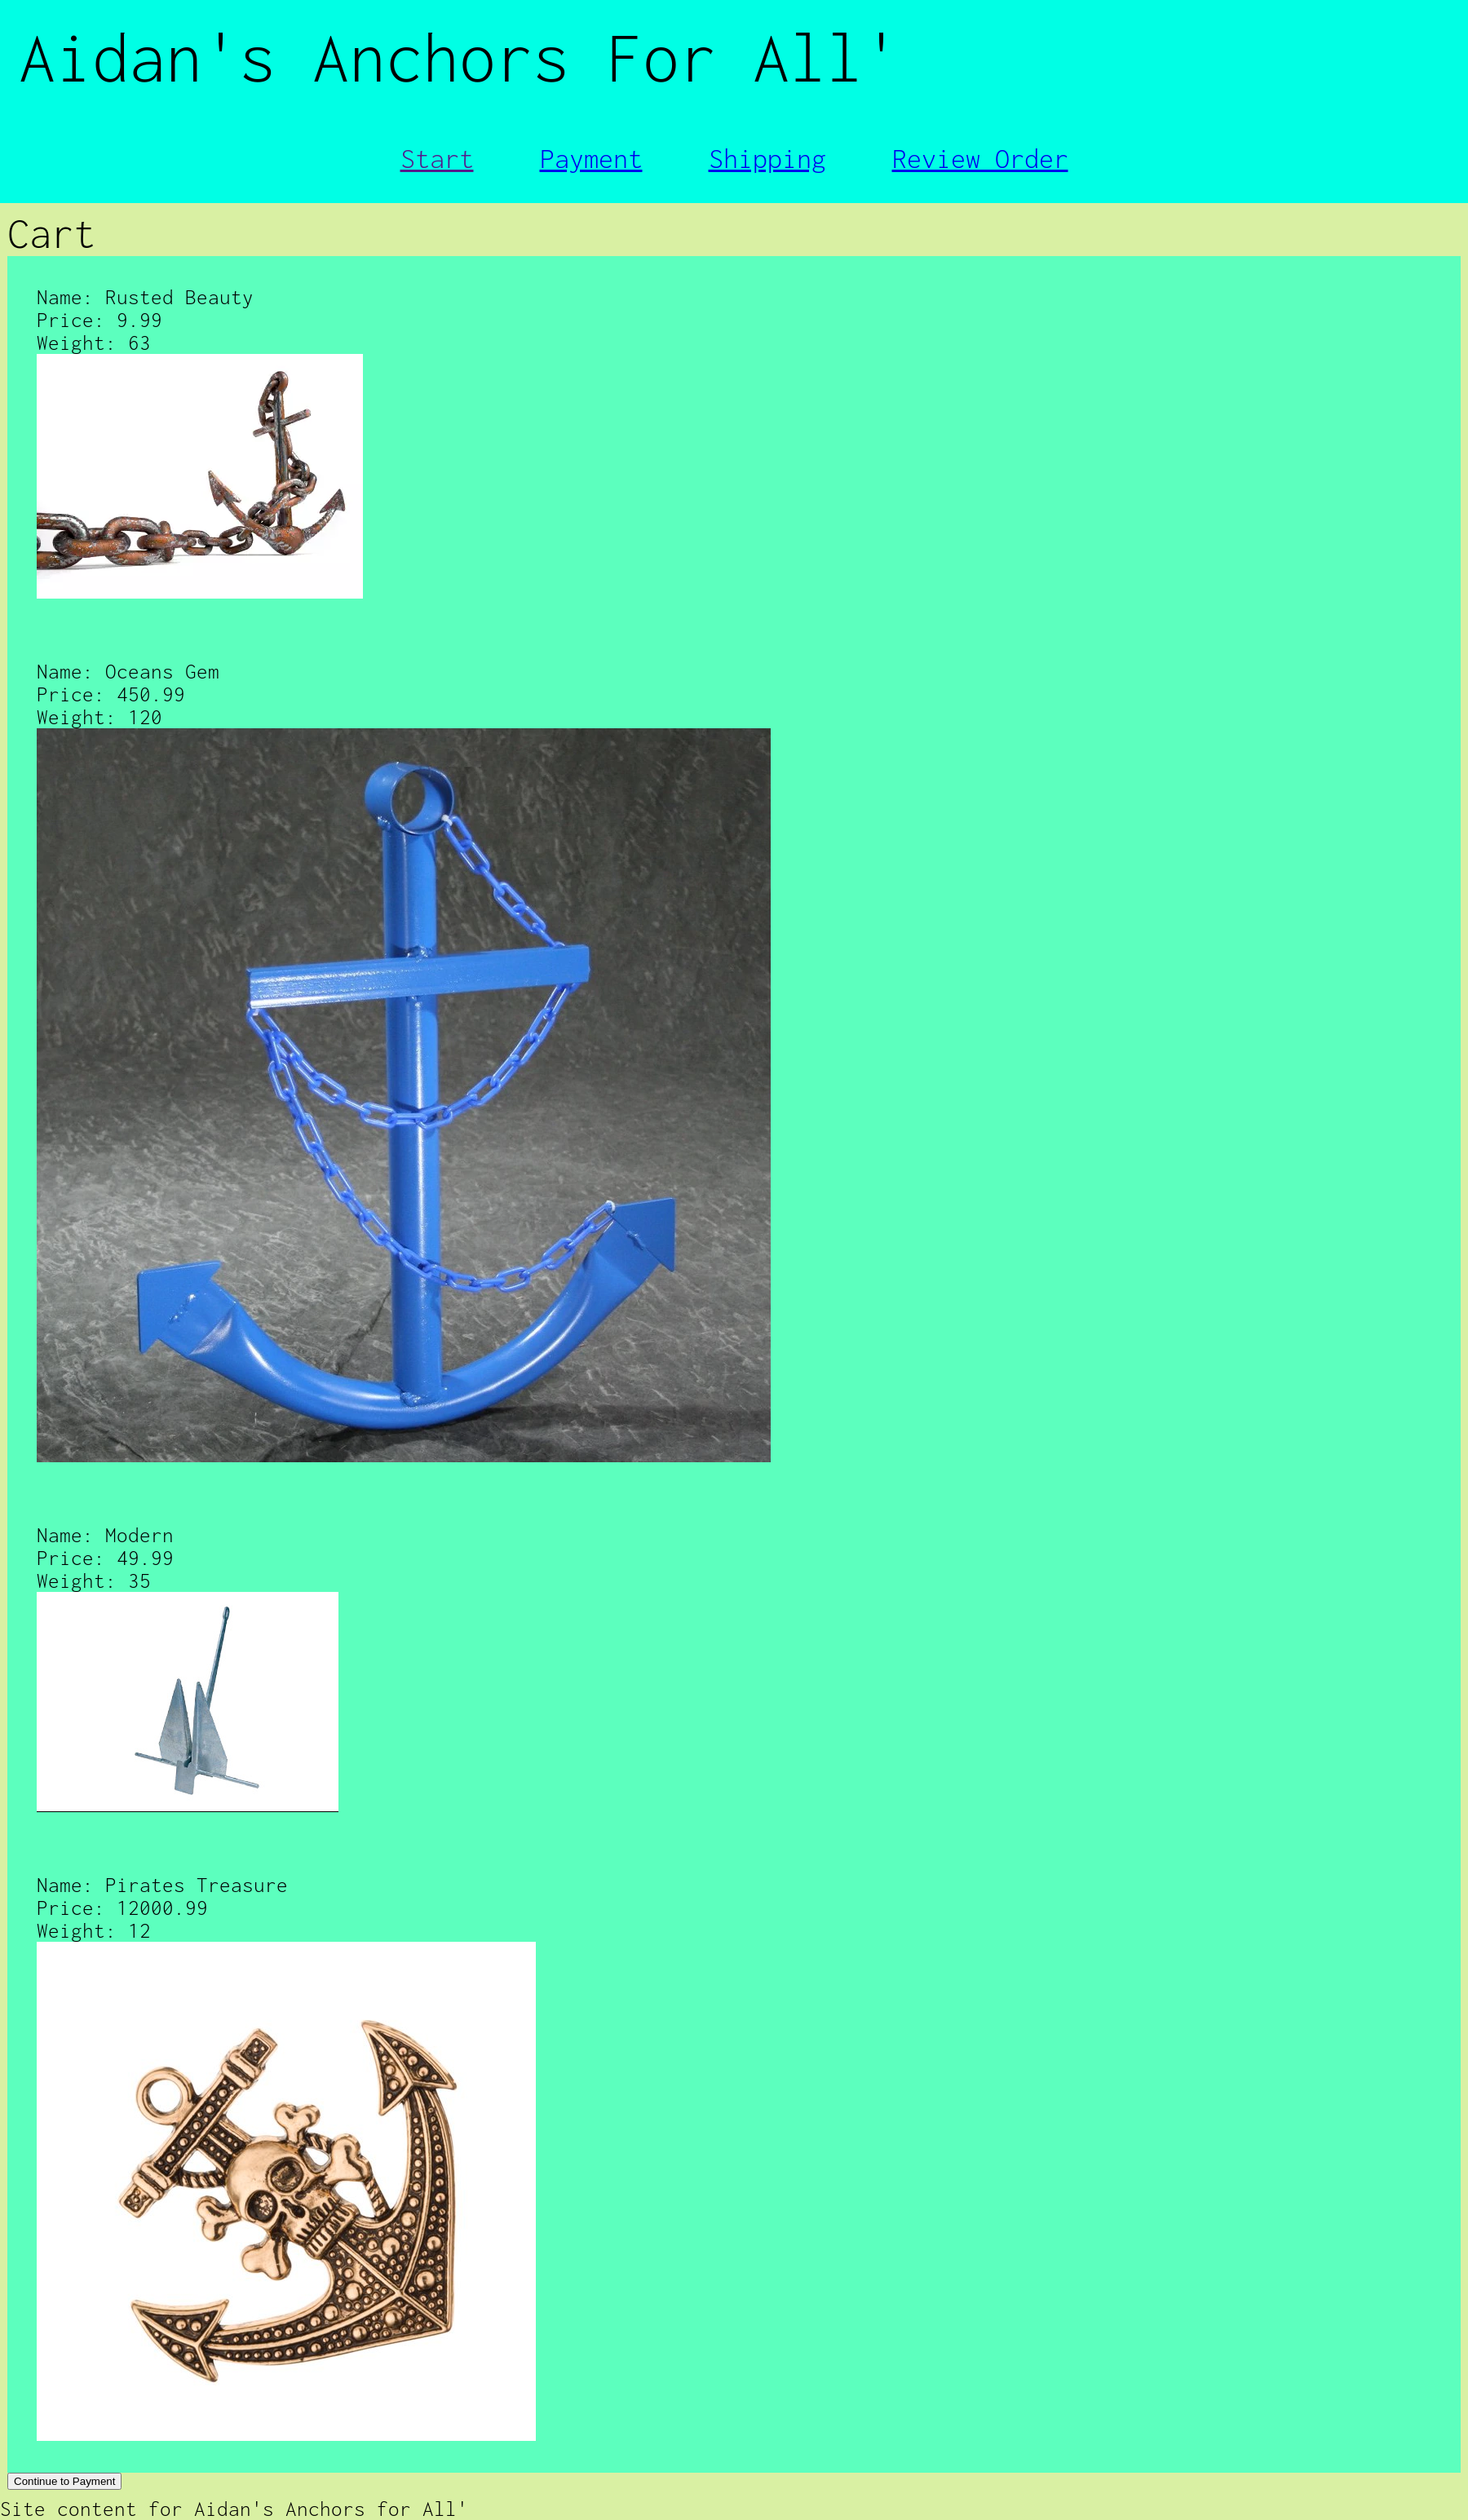 Aidan's Anchors For All'
Start Payment Shipping Review Order
Cart
Name: Rusted Beauty
Price: 9.99
Weight: 63
Name: Oceans Gem
Price: 450.99
Weight: 120
Name: Modern
Price: 49.99
Weight: 35
Name: Pirates Treasure
Price: 12000.99
Weight: 12
Continue to Payment
Site content for Aidan's Anchors for All'